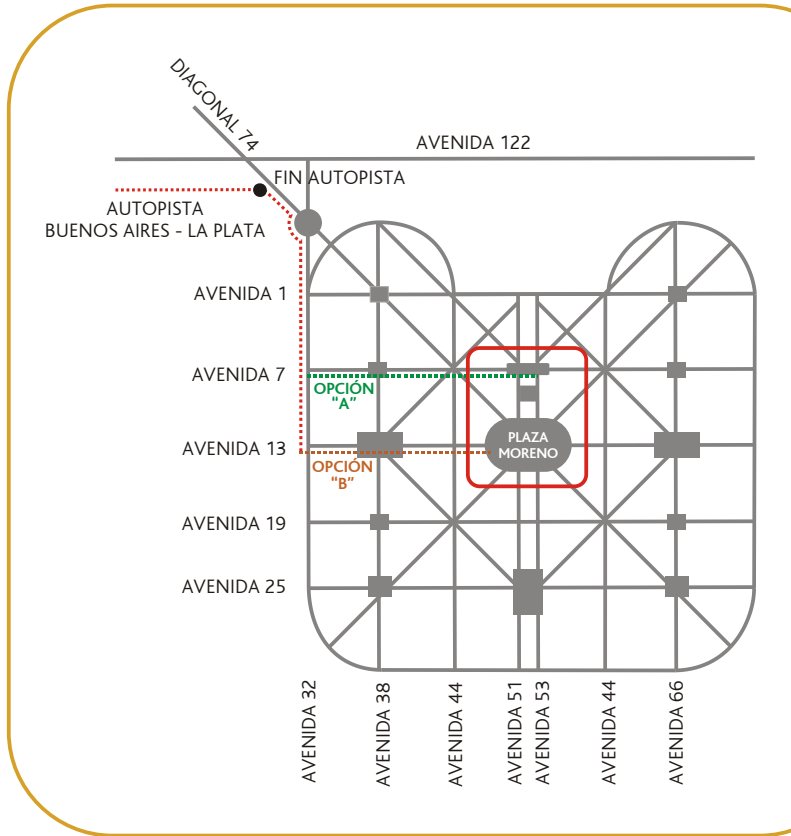 DIAGONAL 74
AVENIDA 122
FIN AUTOPISTA
AUTOPISTA
BUENOS AIRES - LA PLATA
AVENIDA 1
AVENIDA 7
OPCIÓN
"A"
AVENIDA 13
PLAZA
MORENO
OPCIÓN
"B"
AVENIDA 19
AVENIDA 25
AVENIDA 32
AVENIDA 38
AVENIDA 44
AVENIDA 51
AVENIDA 53
AVENIDA 44
AVENIDA 66